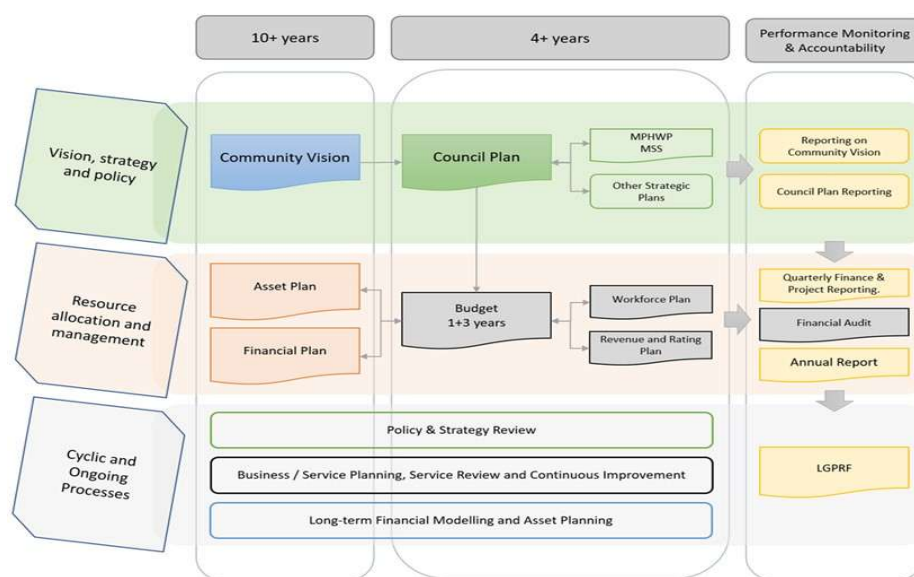 10+ years
4+ years
Performance Monitoring
& Accountability
Vision, strategy
and policy
Community Vision
Council Plan
MPHWP
MSS
Other Strategic
Plans
Reporting on
Community Vision
Council Plan Reporting
Resource
allocation and
management
Asset Plan
Financial Plan
Budget
1+3 years
Workforce Plan
Revenue and Rating
Plan
Quarterly Finance &
Project Reporting.
Financial Audit
Annual Report
Cyclic and
Ongoing
Processes
Policy & Strategy Review
Business / Service Planning, Service Review and Continuous Improvement
Long-term Financial Modelling and Asset Planning
LGPRF